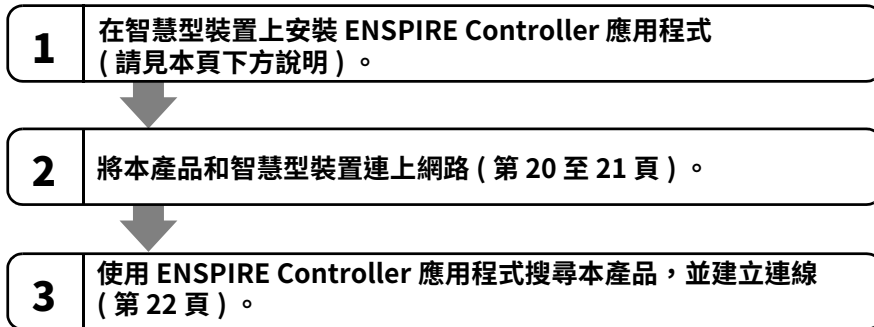 1
在智慧型裝置上安裝 ENSPIRE Controller 應用程式
( 請見本頁下方說明 ) 。
2
將本產品和智慧型裝置連上網路 ( 第 20 至 21 頁 ) 。
3
使用 ENSPIRE Controller 應用程式搜尋本產品，並建立連線
( 第 22 頁 ) 。